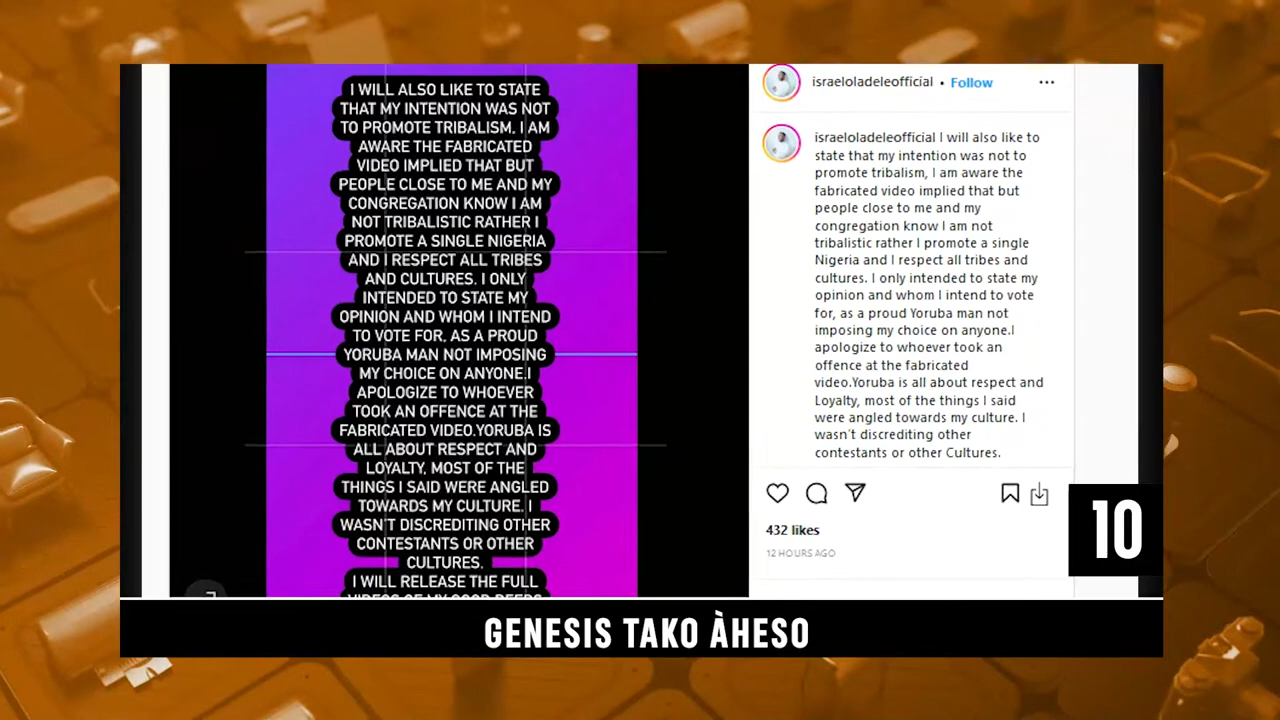 I WILL ALSO LIKE TO STATE
THAT MY INTENTION WAS NOT
TO PROMOTE TRIBALISM, I AM
AWARE THE FABRICATED
VIDEO IMPLIED THAT BUT
PEOPLE CLOSE TO ME AND MY
CONGREGATION KNOW I AM
NOT TRIBALISTIC RATHER I
PROMOTE A SINGLE NIGERIA
AND I RESPECT ALL TRIBES
AND CULTURES. I ONLY
INTENDED TO STATE MY
OPINION AND WHOM I INTEND
TO VOTE FOR, AS A PROUD
YORUBA MAN NOT IMPOSING
MY CHOICE ON ANYONE.I
APOLOGIZE TO WHOEVER
TOOK AN OFFENCE AT THE
FABRICATED VIDEO.YORUBA IS
ALL ABOUT RESPECT AND
LOYALTY, MOST OF THE
THINGS I SAID WERE ANGLED
TOWARDS MY CULTURE. I
WASN'T DISCREDITING OTHER
CONTESTANTS OR OTHER
CULTURES.
I WILL RELEASE THE FULL
israeloladeleofficial • Follow
israeloladeleofficial I will also like to
state that my intention was not to
promote tribalism, I am aware the
fabricated video implied that but
people close to me and my
congregation know I am not
tribalistic rather I promote a single
Nigeria and I respect all tribes and
cultures. I only intended to state my
opinion and whom I intend to vote
for, as a proud Yoruba man not
imposing my choice on anyone.I
apologize to whoever took an
offence at the fabricated
video.Yoruba is all about respect and
Loyalty, most of the things I said
were angled towards my culture. I
wasn't discrediting other
contestants or other Cultures.
432 likes
12 HOURS AGO
10
GENESIS TAKO ÀHESO